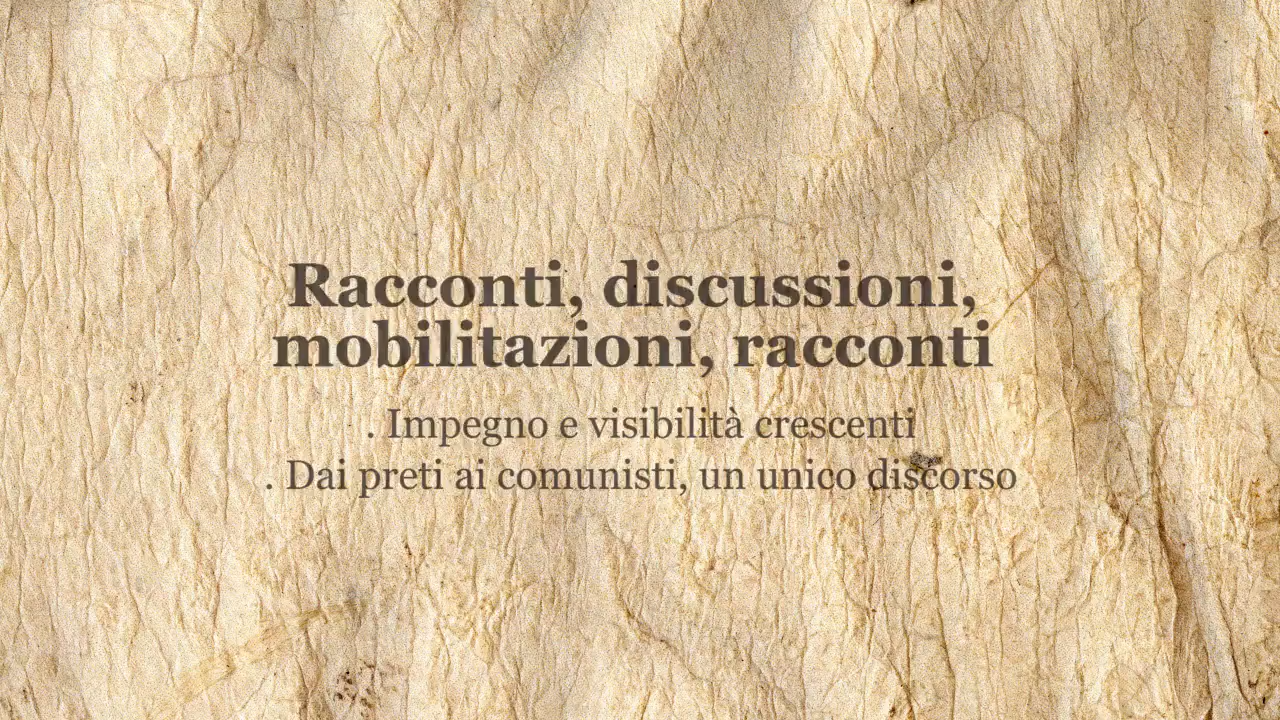 Racconti, discussioni,
mobilitazioni, racconti
. Impegno e visibilità crescenti
. Dai preti ai comunisti, un unico discorso